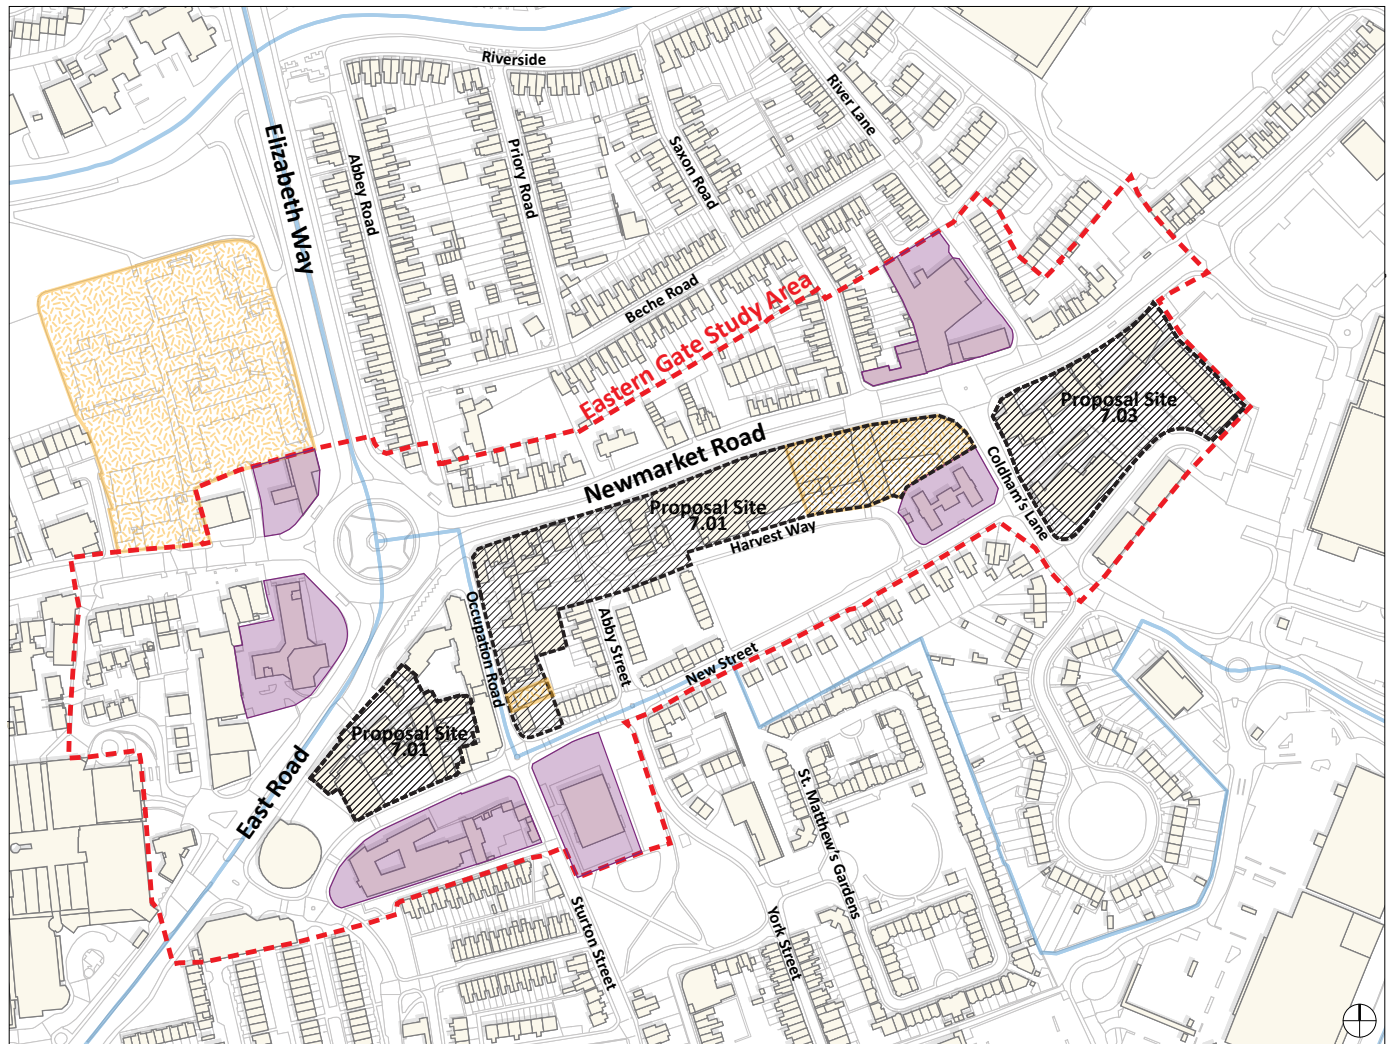 Riverside
River Lane
Elizabeth Way
Abbey Road
Priory Road
Saxon Road
Beche Road
Eastern Gate Study Area
Proposal Site
7.03
Newmarket Road
Coldham's Lane
Proposal Site
7.01
Harvest Way
Occupation Road
Abby Street
New Street
Proposal Site
7.01
East Road
St. Matthew's Gardens
Sturton Street
York Street